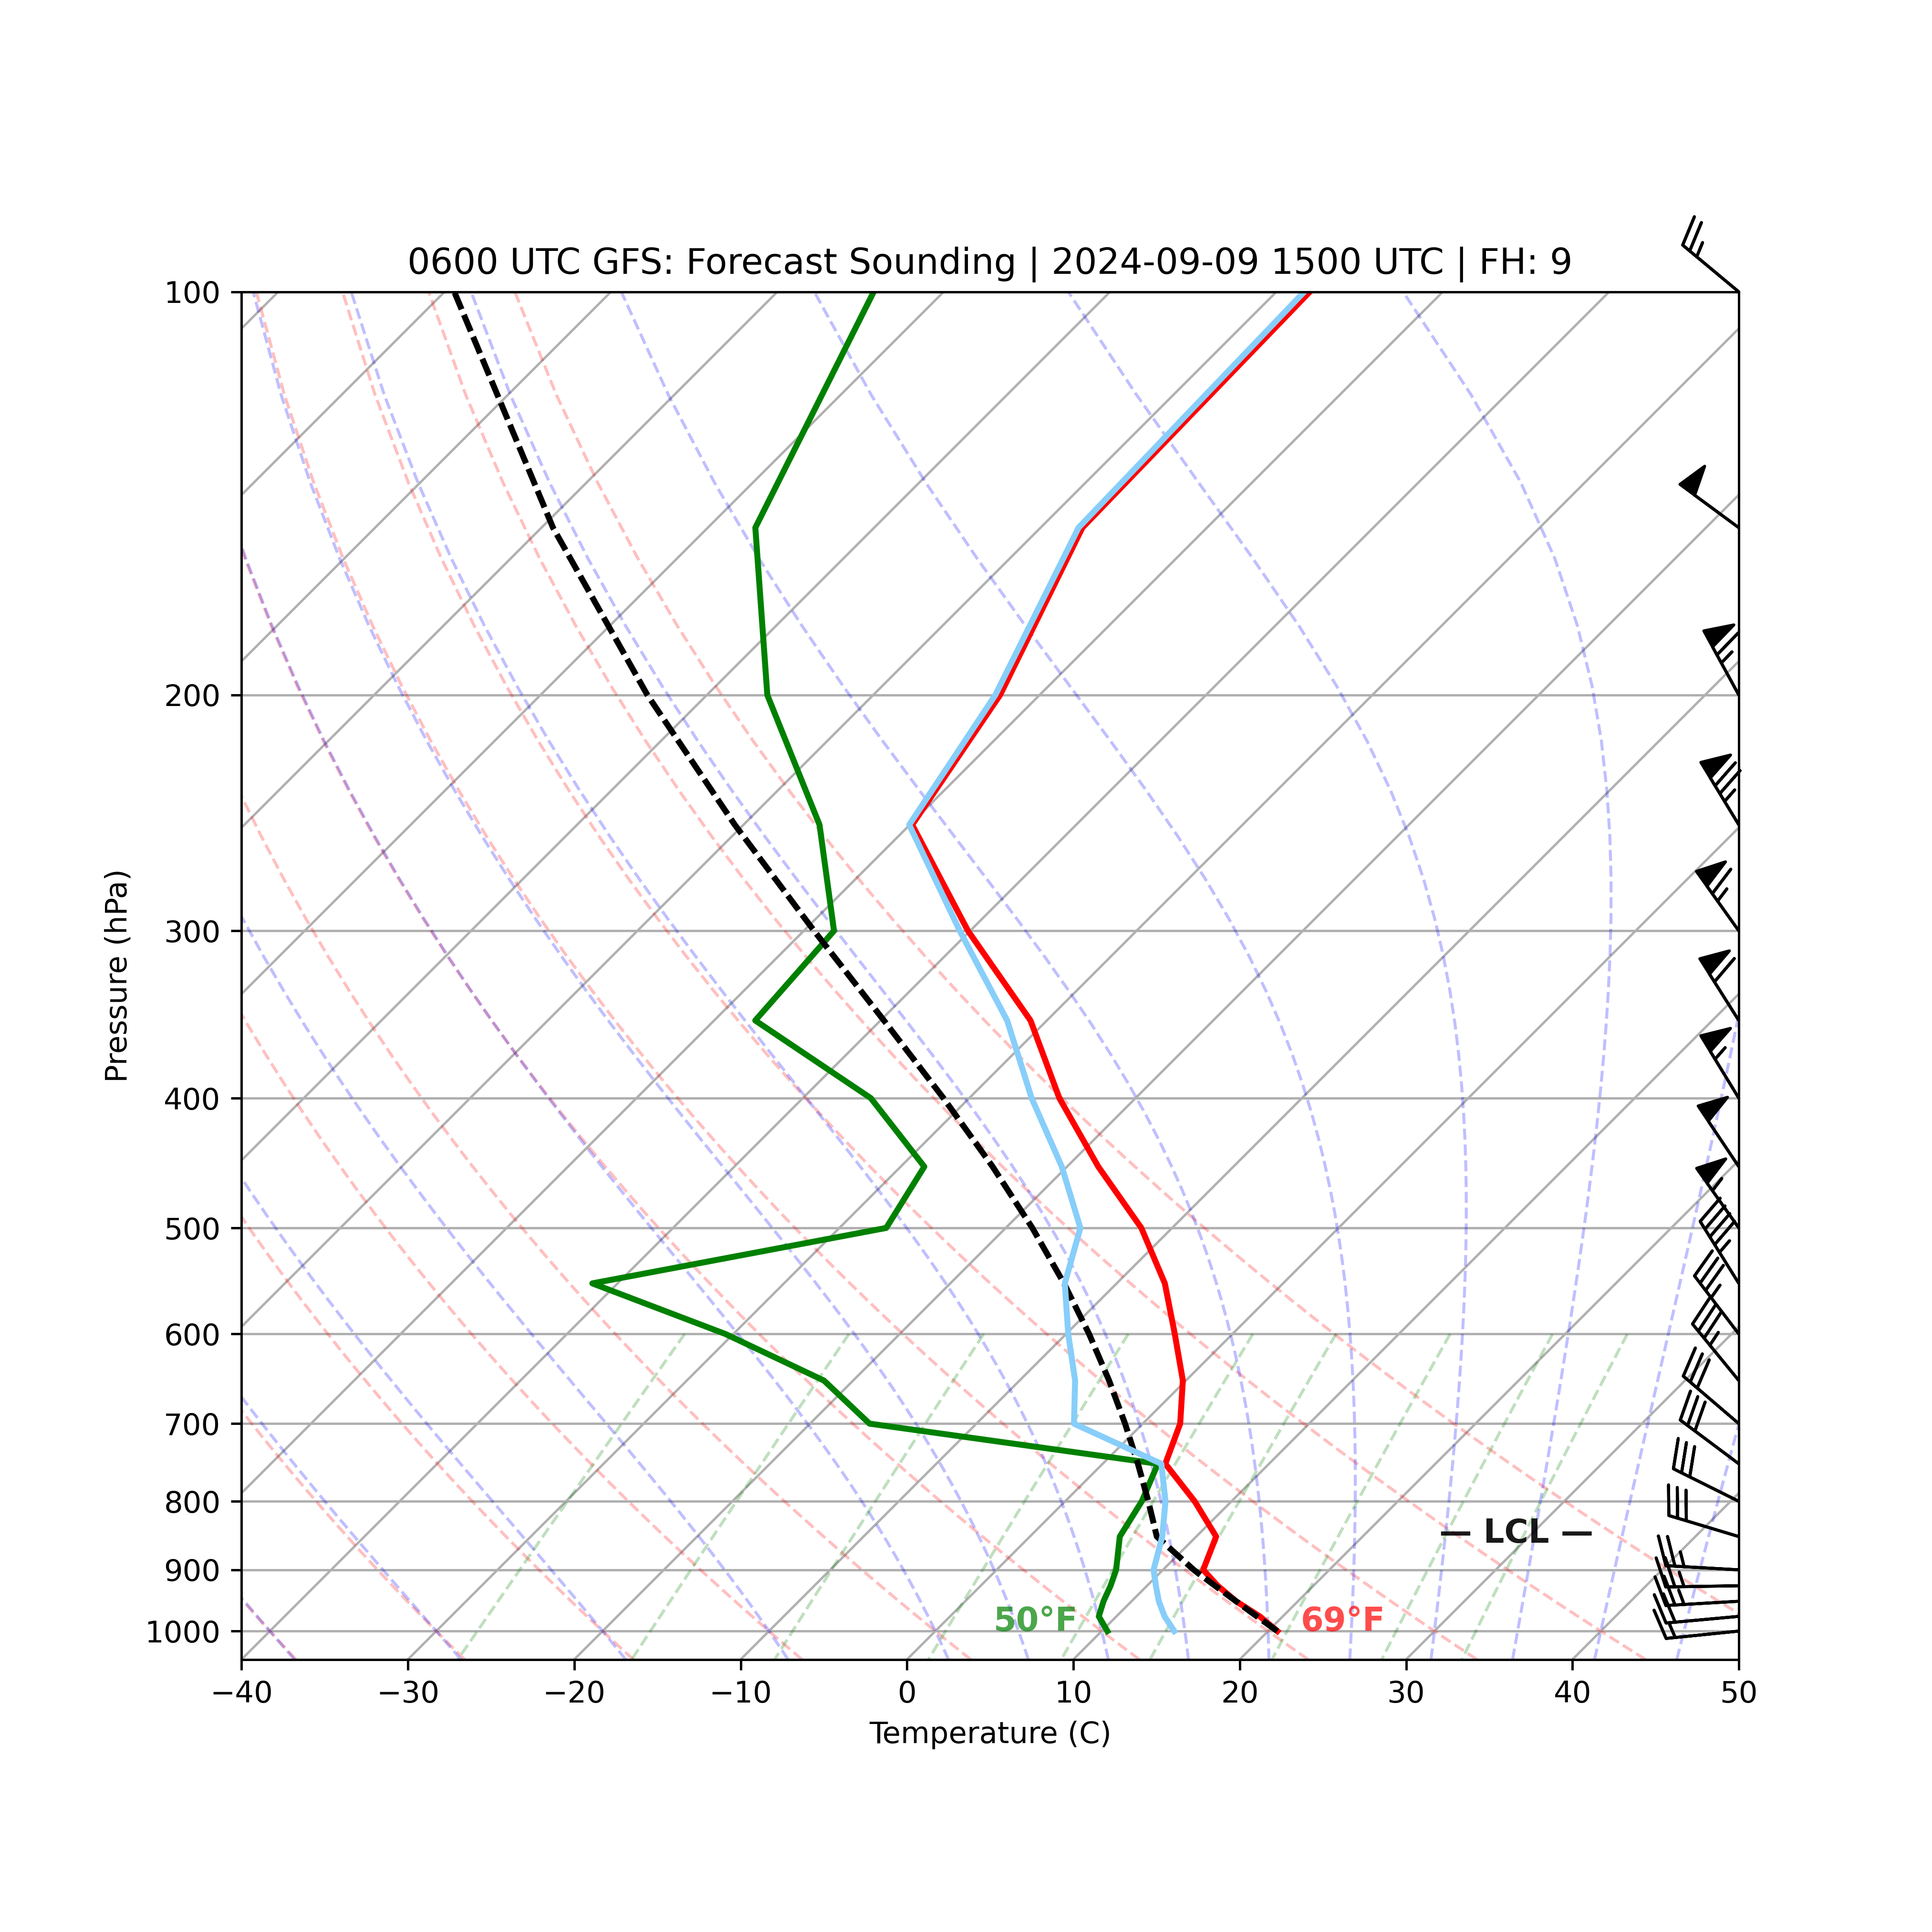 0600 UTC GFS: Forecast Sounding | 2024-09-09 1500 UTC | FH: 9
100
200
300
400
500
600
700
800
900
1000
Pressure (hPa)
— LCL —
50°F
69°F
−40 −30 −20 −10 0 10 20 30 40 50
Temperature (C)